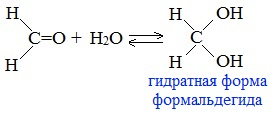 H OH
H
C=O + H₂O ⇌ C
H
H OH
гидратная форма
формальдегида